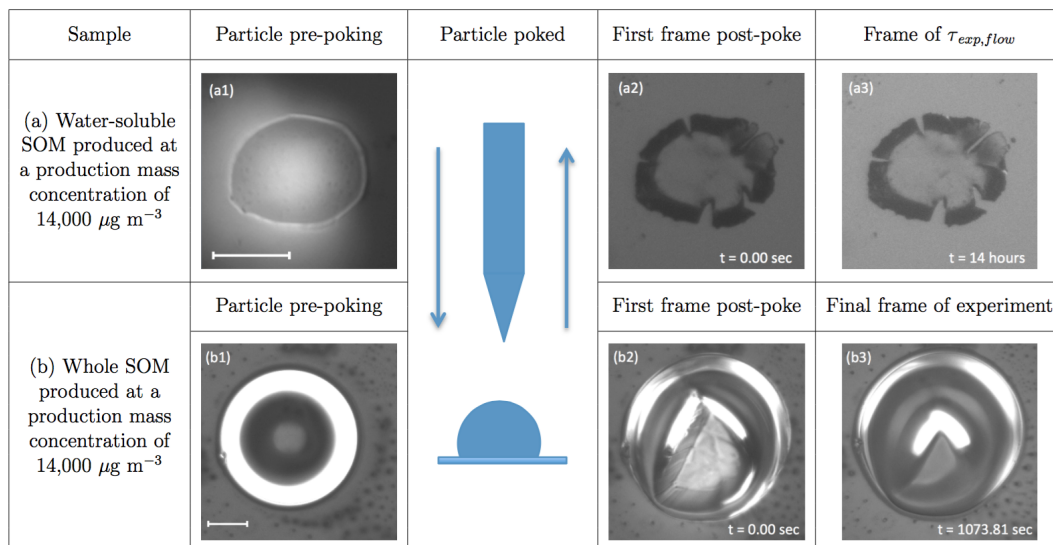 Sample
Particle pre-poking
Particle poked
First frame post-poke
Frame of τexp,flow
(a) Water-soluble
SOM produced at
a production mass
concentration of
14,000 μg m−3
(a1)
(a2)
t = 0.00 sec
(a3)
t = 14 hours
Particle pre-poking
First frame post-poke
Final frame of experiment
(b) Whole SOM
produced at a
production mass
concentration of
14,000 μg m−3
(b1)
(b2)
t = 0.00 sec
(b3)
t = 1073.81 sec